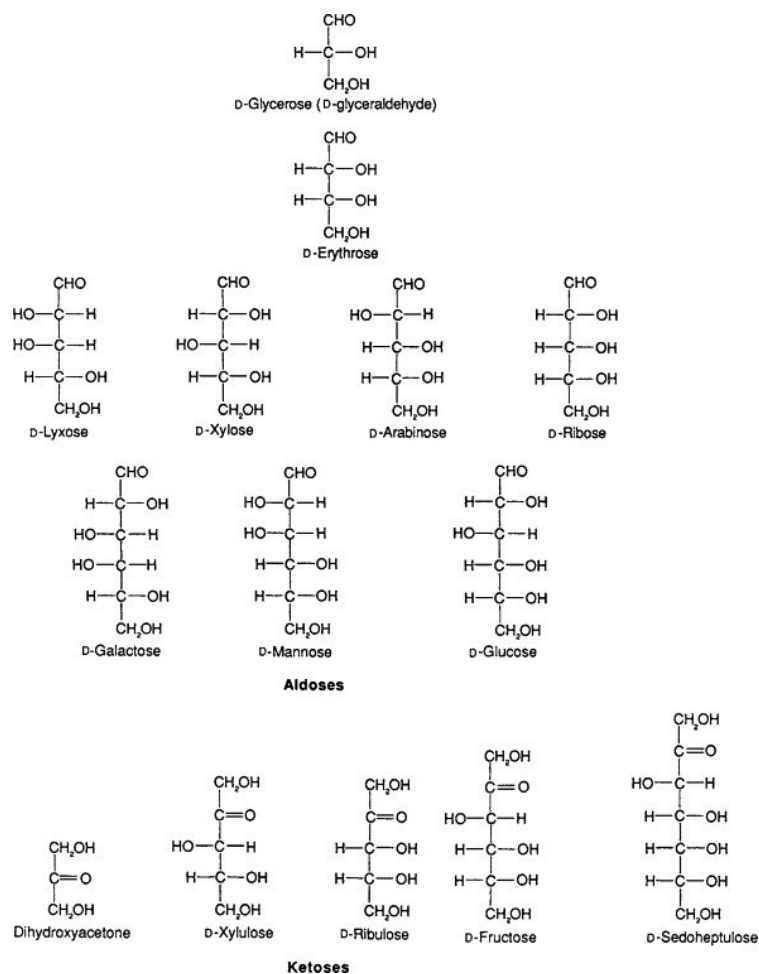 CHO
H—C—OH
CH₂OH
D-Glycerose (D-glyceraldehyde)
CHO
H—C—OH
H—C—OH
CH₂OH
D-Erythrose
CHO
HO—C—H
HO—C—H
H—C—OH
CH₂OH
D-Lyxose
CHO
H—C—OH
HO—C—H
H—C—OH
CH₂OH
D-Xylose
CHO
HO—C—H
H—C—OH
H—C—OH
CH₂OH
D-Arabinose
CHO
H—C—OH
H—C—OH
H—C—OH
CH₂OH
D-Ribose
CHO
H—C—OH
HO—C—H
HO—C—H
H—C—OH
CH₂OH
D-Galactose
CHO
HO—C—H
HO—C—H
H—C—OH
H—C—OH
CH₂OH
D-Mannose
CHO
H—C—OH
HO—C—H
H—C—OH
H—C—OH
CH₂OH
D-Glucose
Aldoses
CH₂OH
C=O
CH₂OH
Dihydroxyacetone
CH₂OH
C=O
HO—C—H
H—C—OH
CH₂OH
D-Xylulose
CH₂OH
C=O
H—C—OH
H—C—OH
CH₂OH
D-Ribulose
CH₂OH
C=O
HO—C—H
H—C—OH
H—C—OH
CH₂OH
D-Fructose
CH₂OH
C=O
HO—C—H
H—C—OH
H—C—OH
H—C—OH
CH₂OH
D-Sedoheptulose
Ketoses